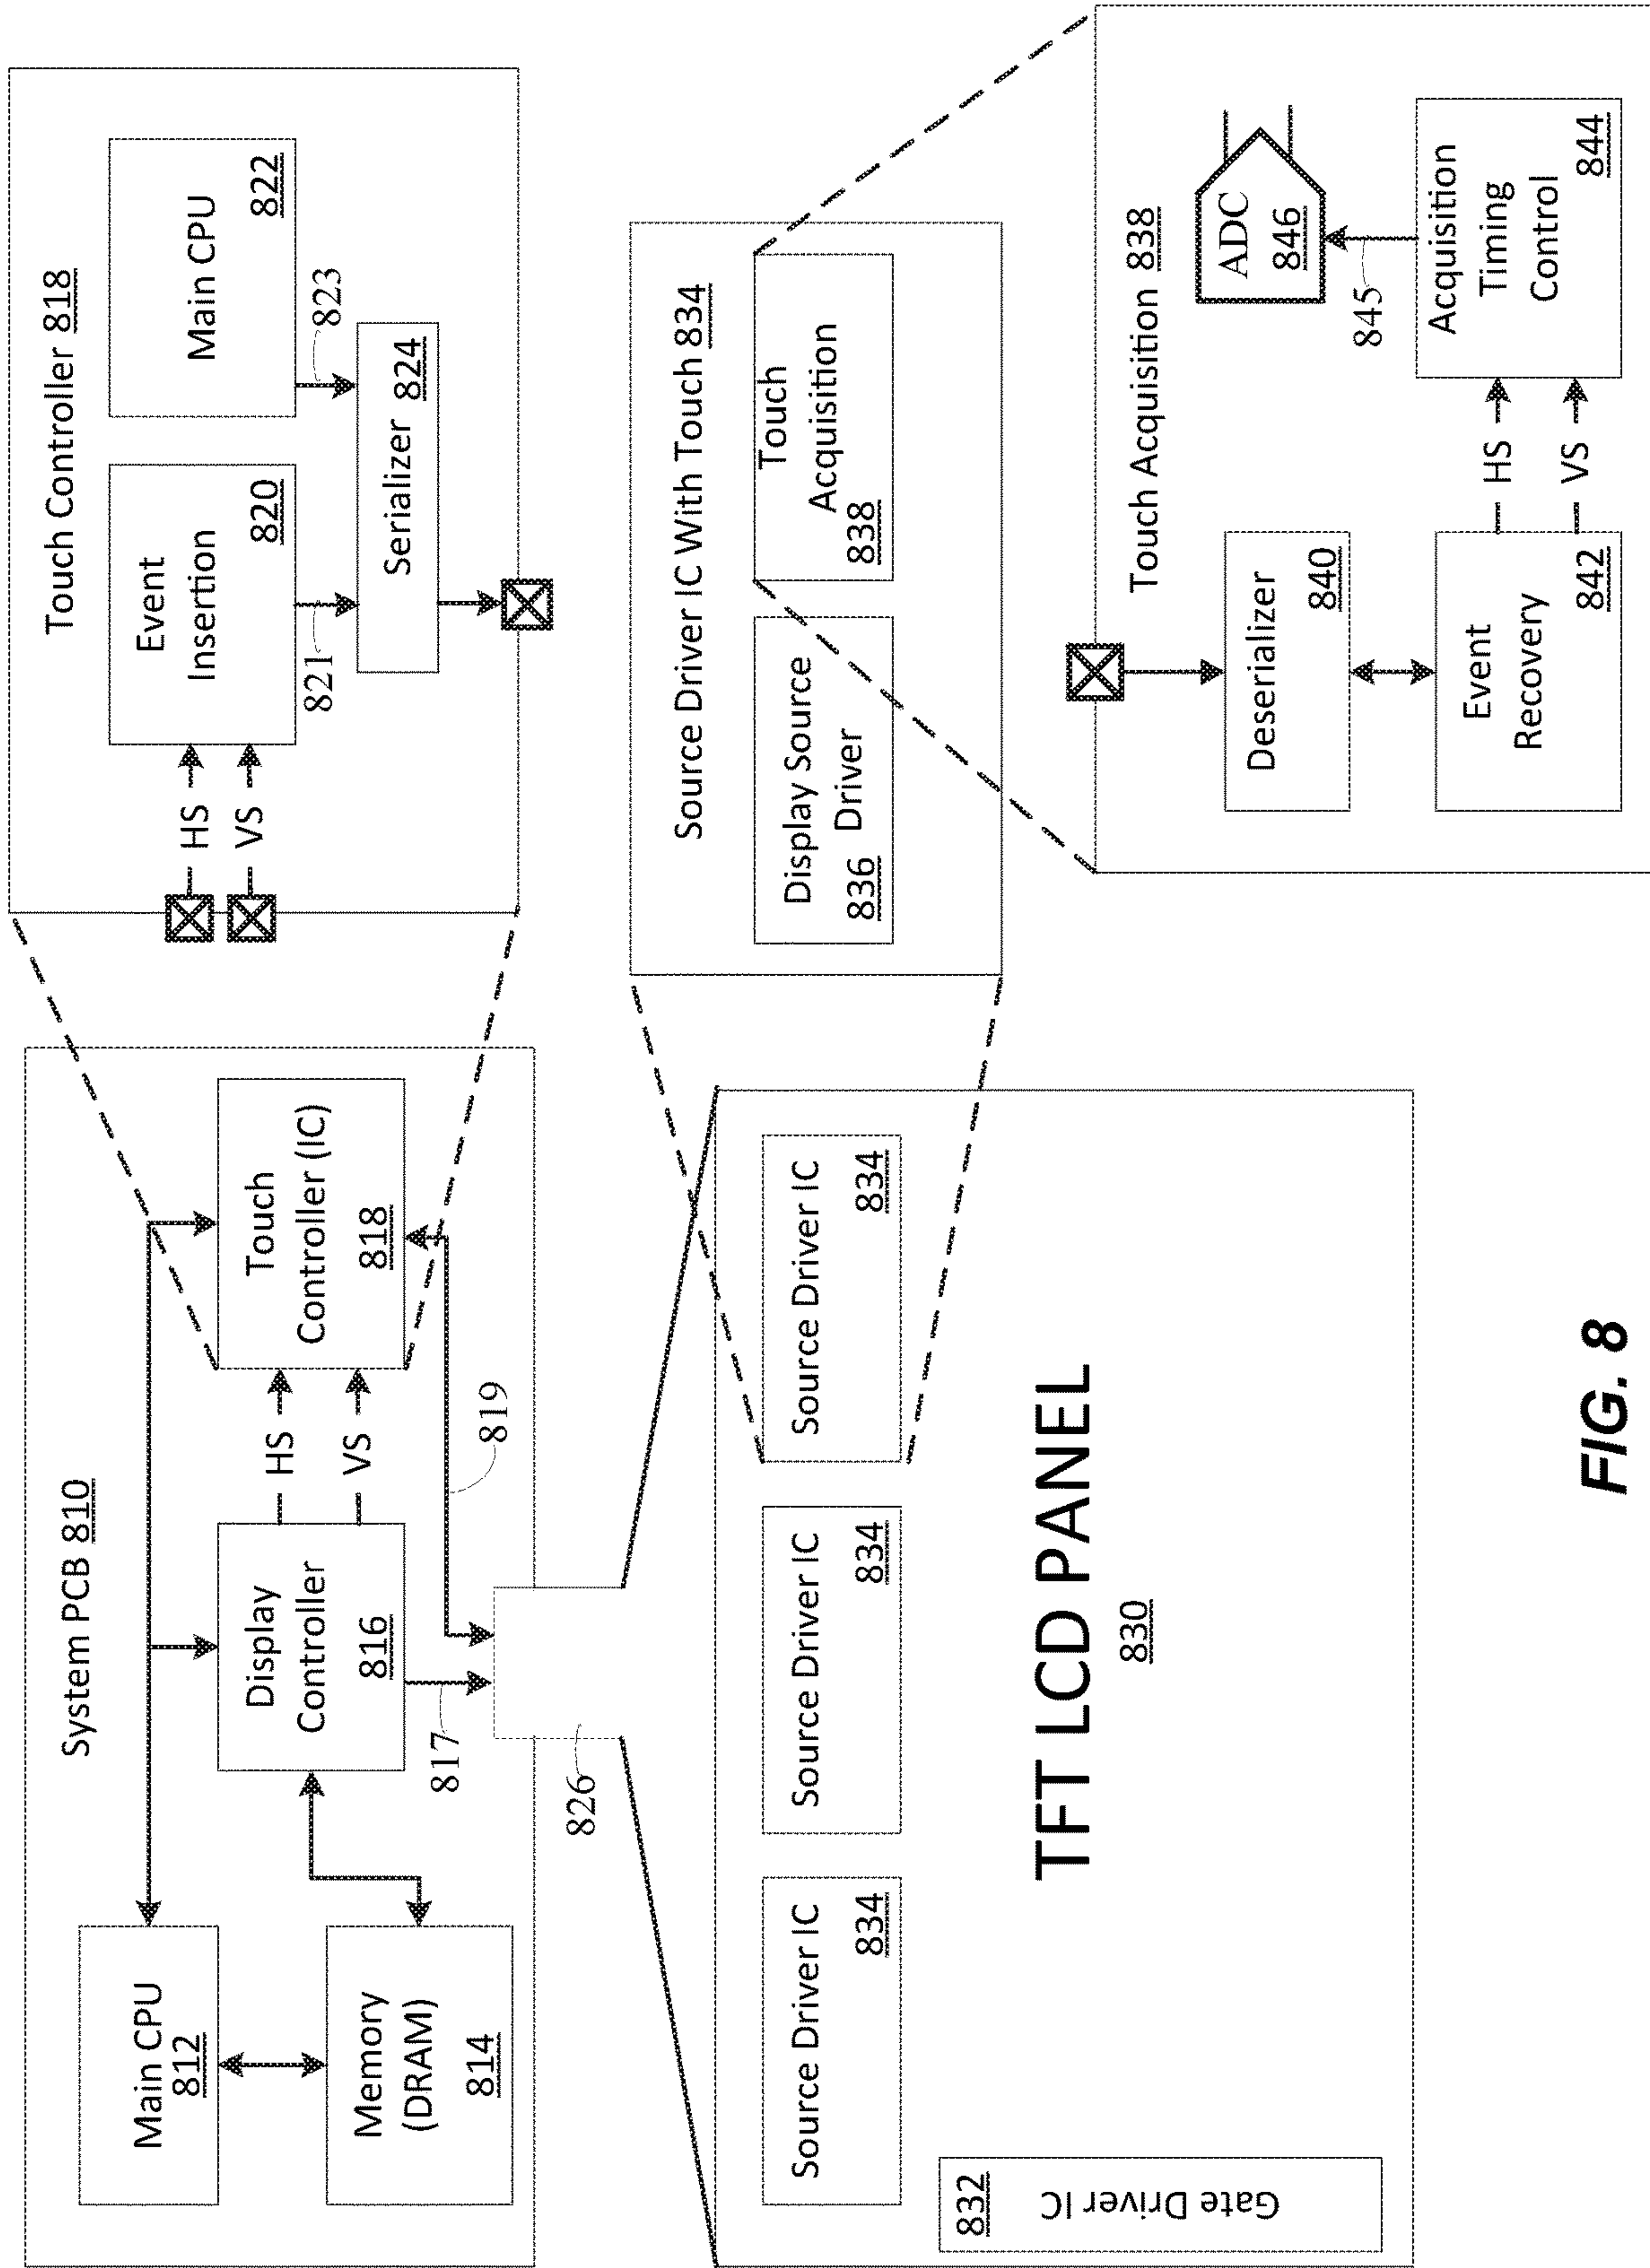 System PCB 810
Main CPU
812
Memory
(DRAM)
814
Display
Controller
816
HS
VS
Touch
Controller (IC)
818
817
819
826
Touch Controller 818
HS
VS
Event
Insertion
820
Main CPU
822
821
823
Serializer 824
Source Driver IC
834
Source Driver IC
834
Source Driver IC
834
TFT LCD PANEL
830
Gate Driver IC
832
Source Driver IC With Touch 834
Display Source
Driver
836
Touch
Acquisition
838
Touch Acquisition 838
Deserializer
840
Event
Recovery
842
HS
VS
ADC
846
845
Acquisition
Timing
Control
844
FIG. 8